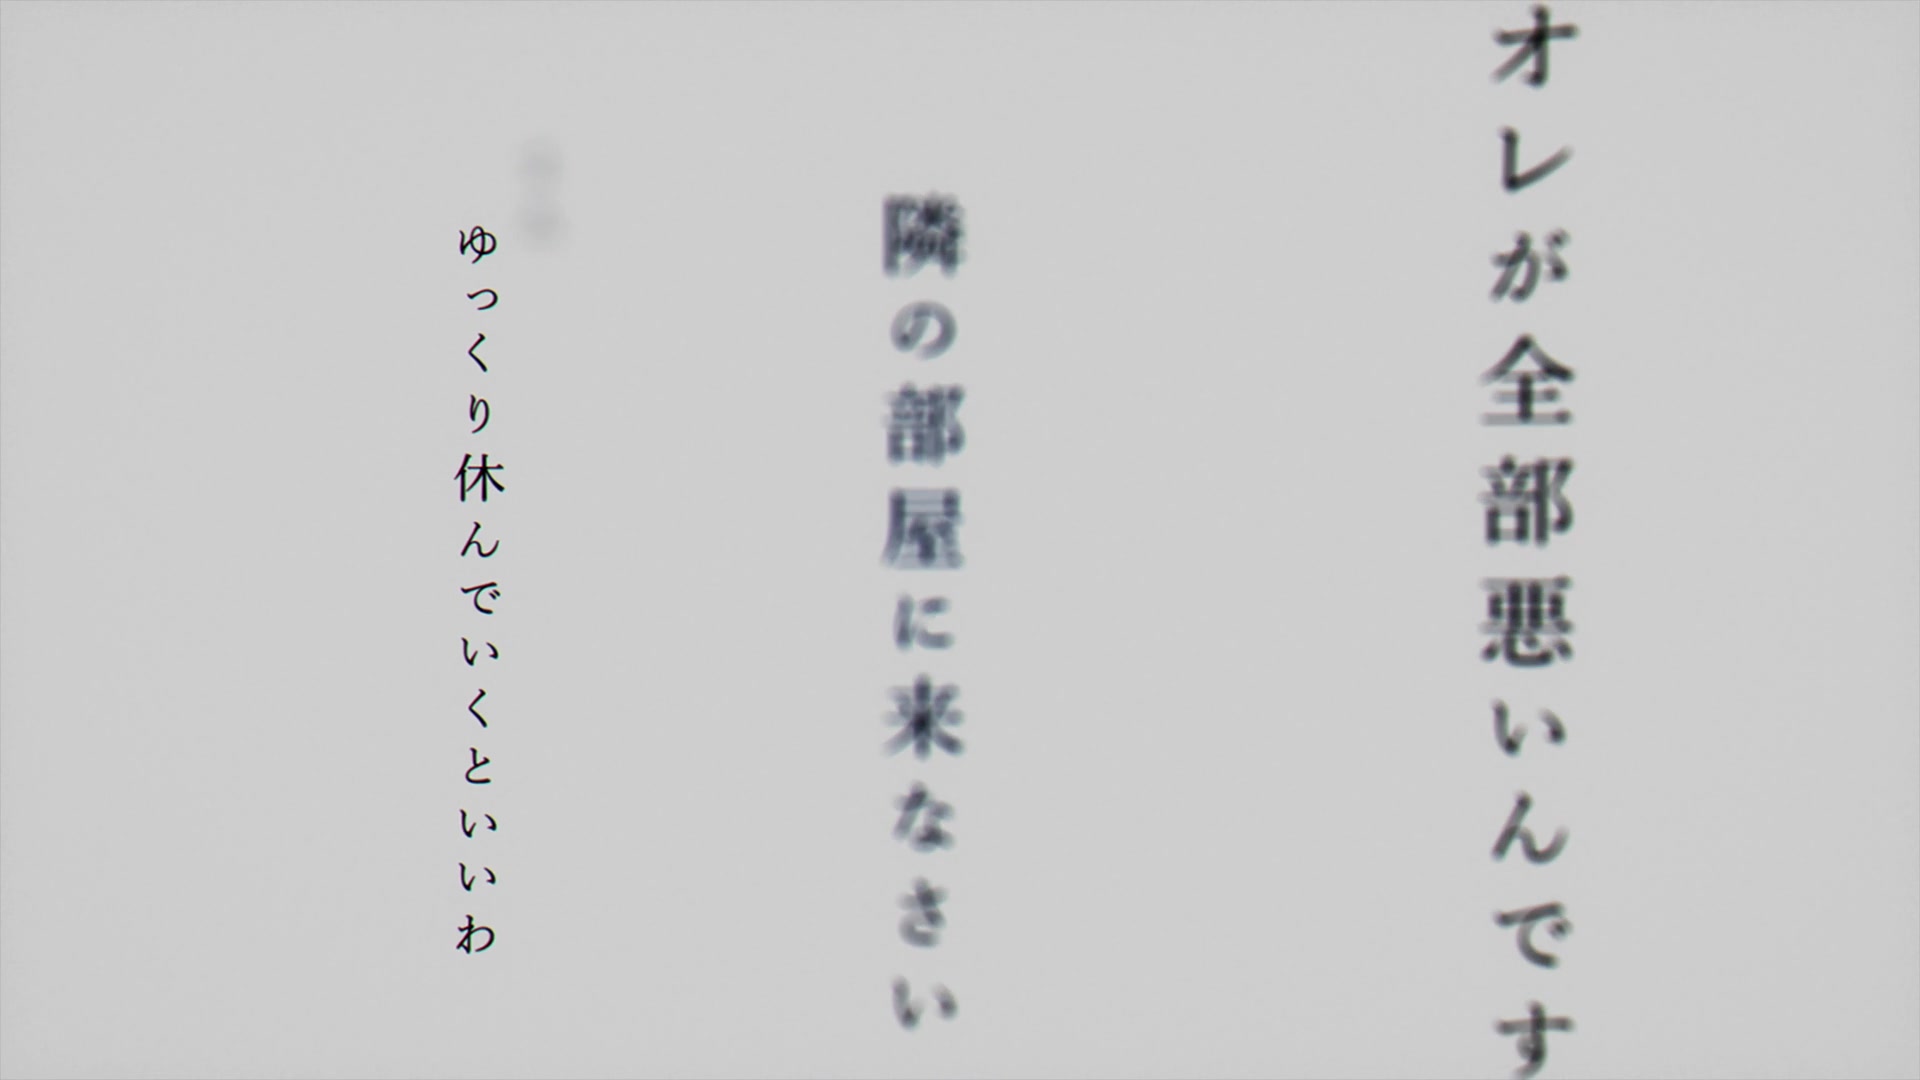 オレが全部悪いんです
隣の部屋に来なさい
ゆっくり休んでいくといいわ